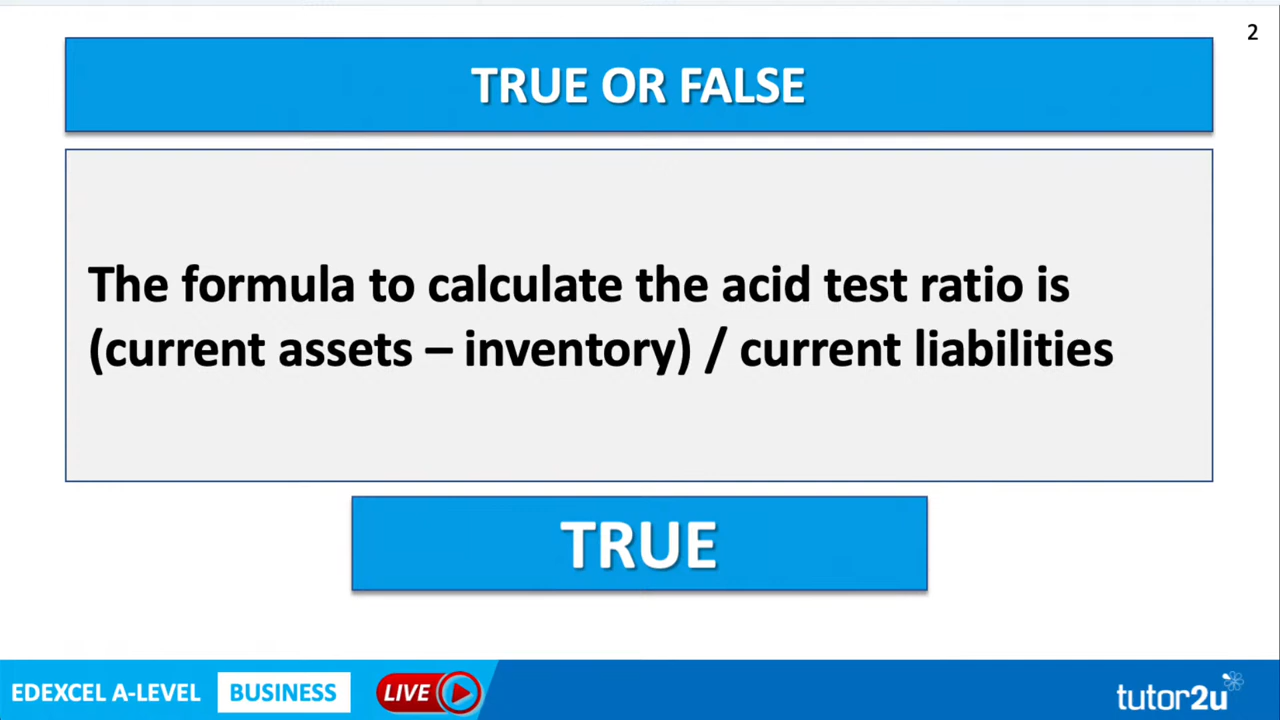 2
TRUE OR FALSE
The formula to calculate the acid test ratio is
(current assets – inventory) / current liabilities
TRUE
EDEXCEL A-LEVEL BUSINESS LIVE tutor2u